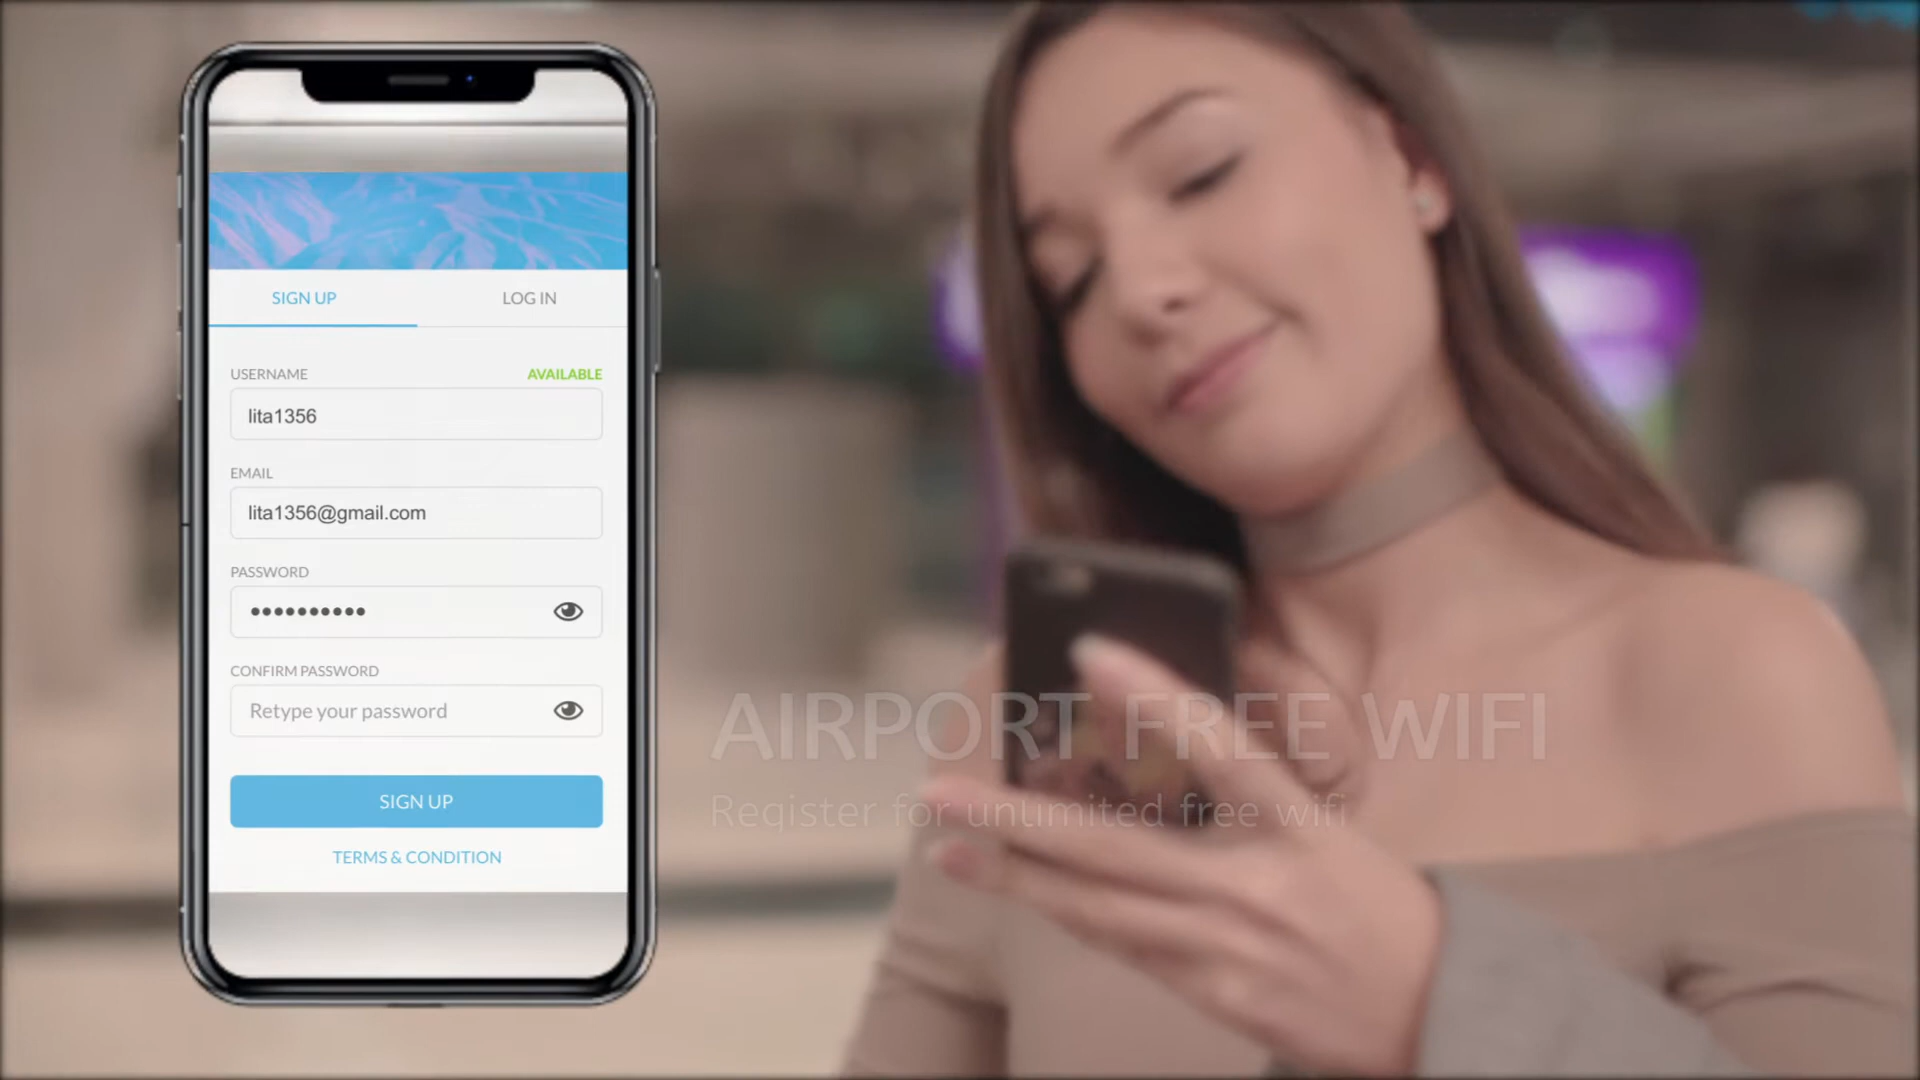 SIGN UP LOG IN
USERNAME AVAILABLE
lita1356
EMAIL
lita1356@gmail.com
PASSWORD
••••••••••
CONFIRM PASSWORD
Retype your password
SIGN UP
TERMS & CONDITION
AIRPORT FREE WIFI
Register for unlimited free wifi